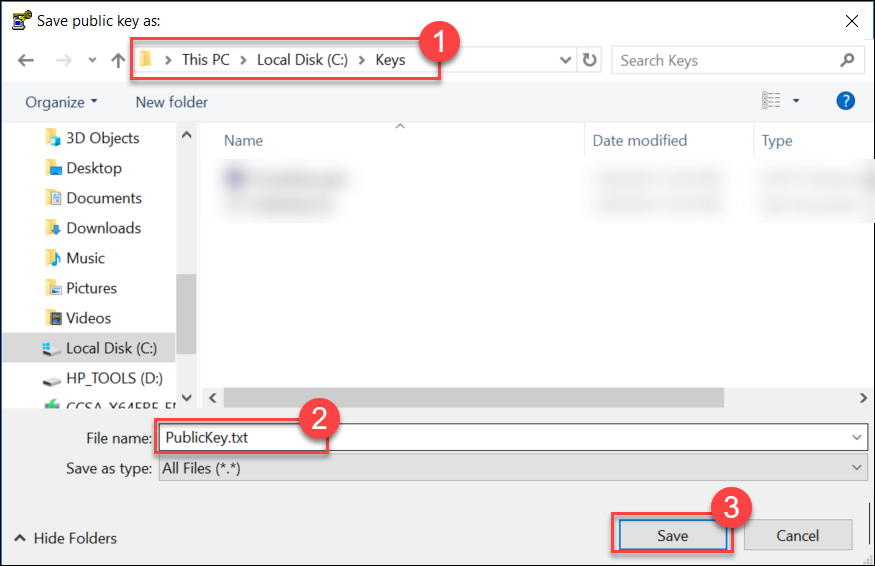 Save public key as:
1
This PC > Local Disk (C:) > Keys
Search Keys
Organize
New folder
?
Name
Date modified
Type
3D Objects
Desktop
Documents
Downloads
Music
Pictures
Videos
Local Disk (C:)
HP_TOOLS (D:)
2
File name: PublicKey.txt
Save as type: All Files (*.*)
3
Hide Folders
Save
Cancel